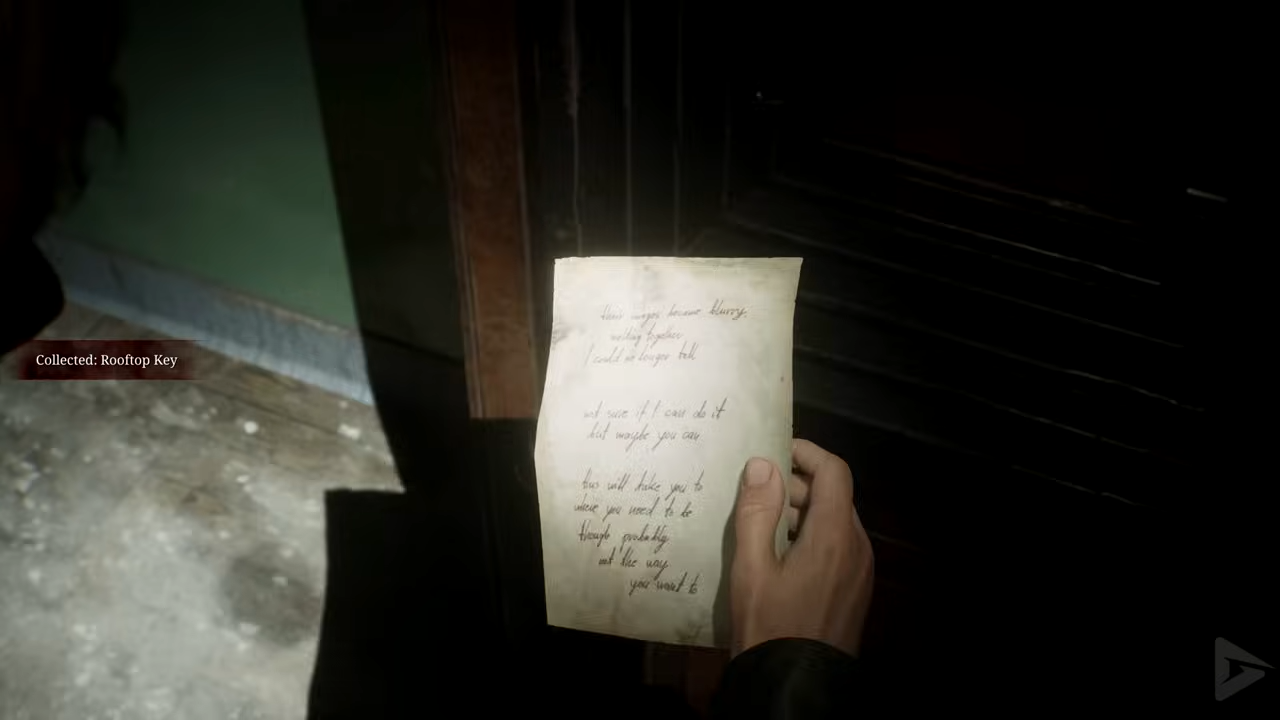 Collected: Rooftop Key
their images became blurry,
melting together
I could no longer tell
not sure if I can do it
but maybe you can
this will take you to
where you need to be
though probably
not the way
you want to